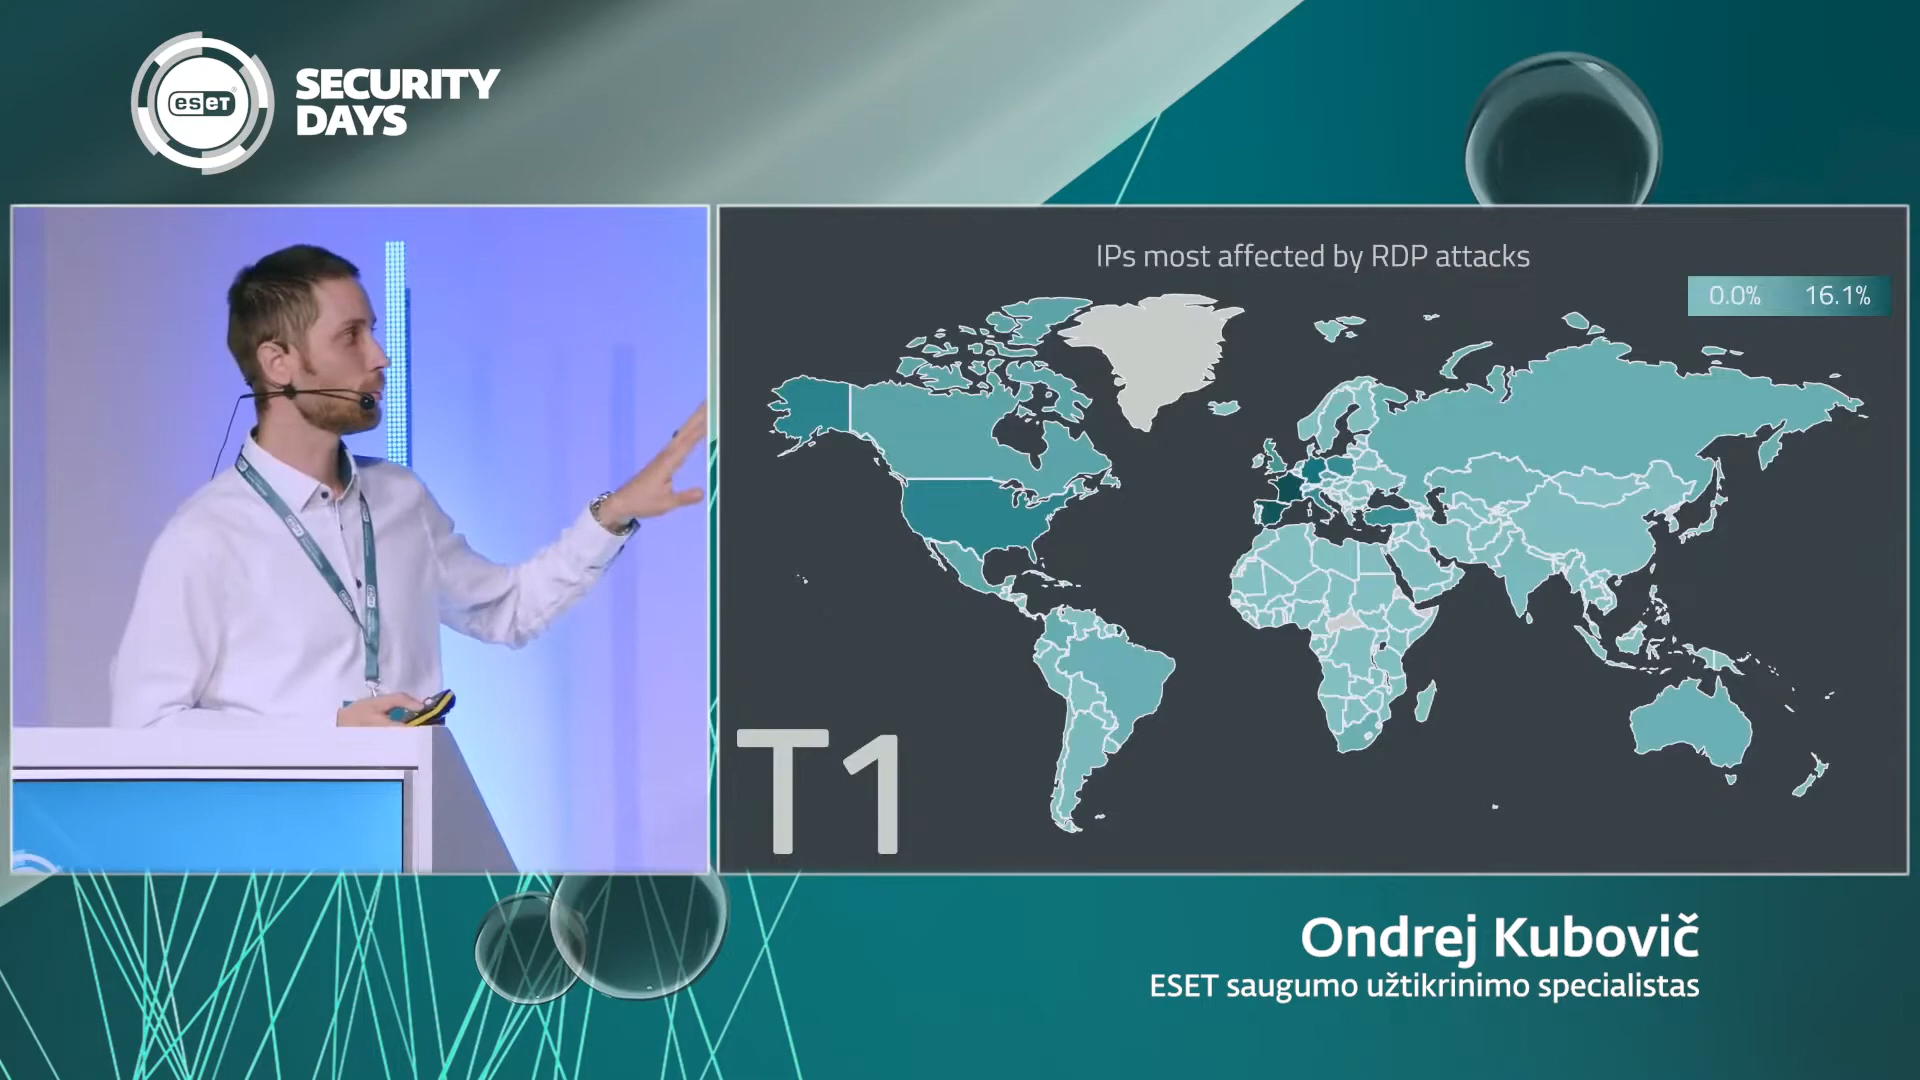 eseT
SECURITY
DAYS
IPs most affected by RDP attacks
0.0% 16.1%
T1
Ondrej Kubovič
ESET saugumo užtikrinimo specialistas